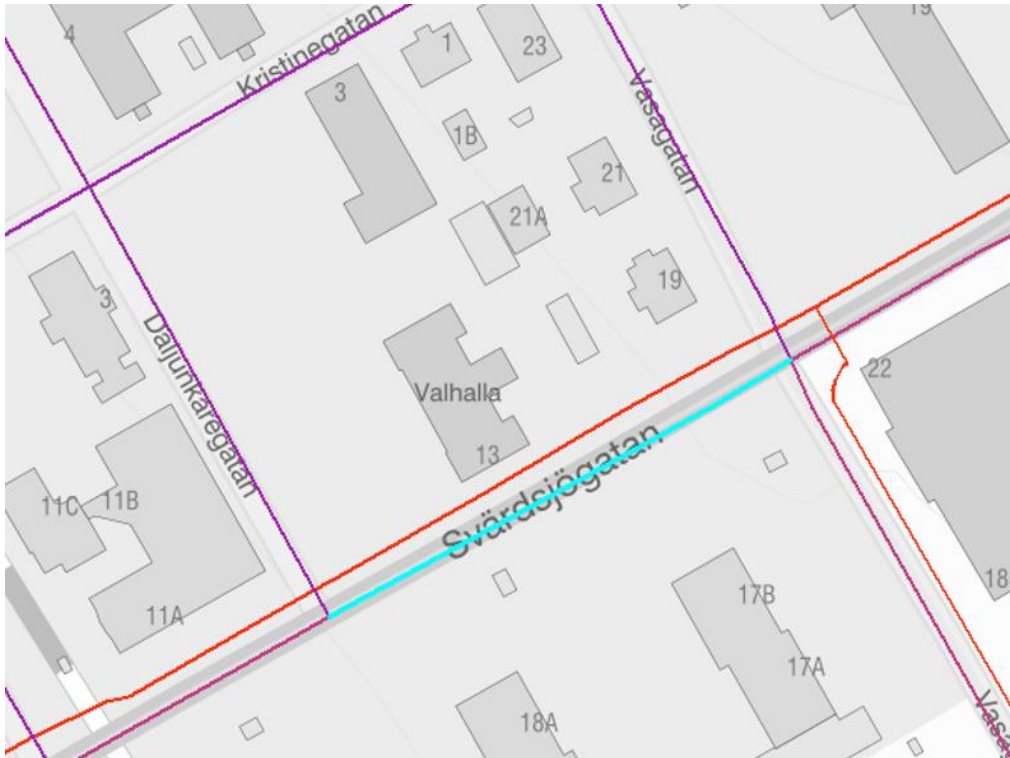 4
Kristinegatan
1
23
19
3
1B
Vasagatan
21
21A
3
19
Daljunkaregatan
Valhalla
22
13
Svärdsjögatan
11C
11B
11A
17B
18
17A
18A